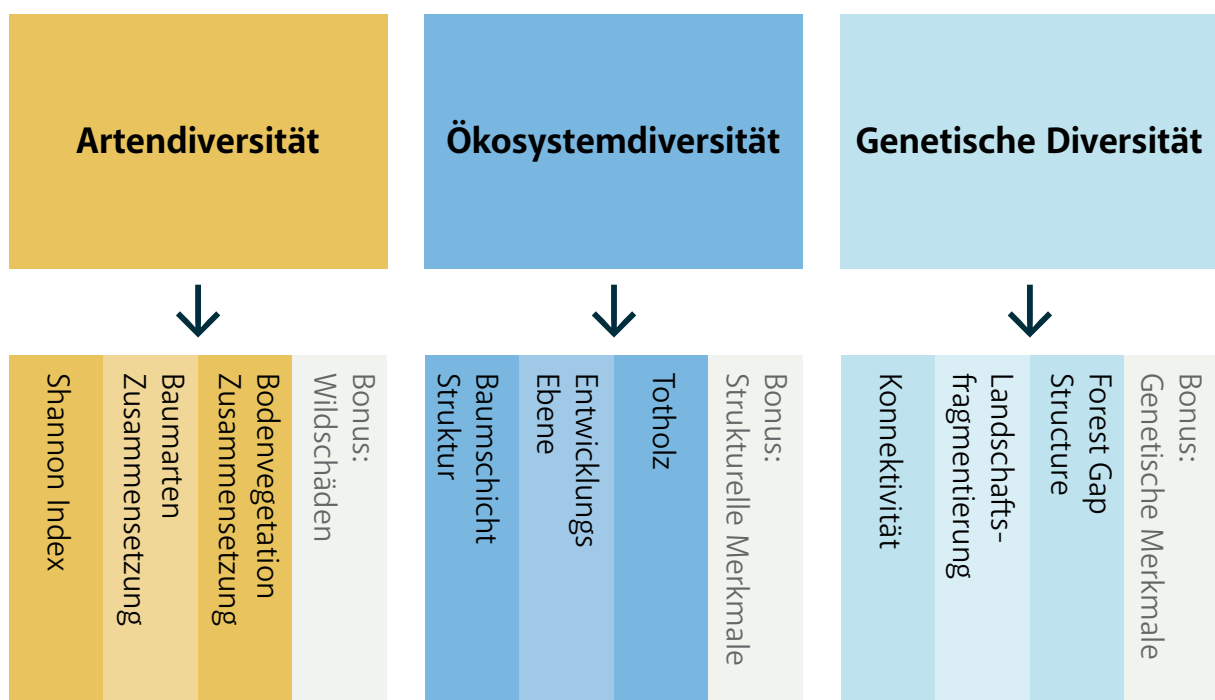 Artendiversität
Ökosystemdiversität
Genetische Diversität
Shannon Index
Baumarten
Zusammensetzung
Bodenvegetation
Zusammensetzung
Bonus:
Wildschäden
Baumschicht
Struktur
Entwicklungs
Ebene
Totholz
Bonus:
Strukturelle Merkmale
Konnektivität
Landschafts-
fragmentierung
Forest Gap
Structure
Bonus:
Genetische Merkmale